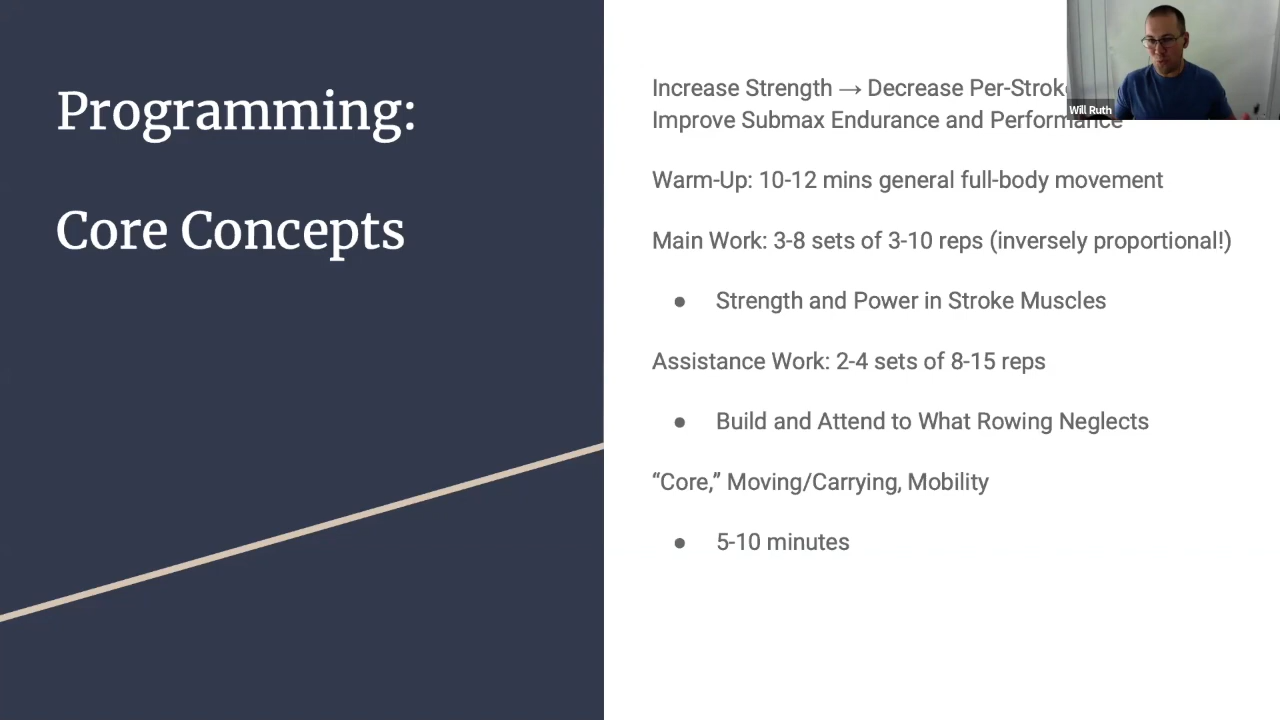 Programming:
Core Concepts
Increase Strength → Decrease Per-Stroke
Improve Submax Endurance and Performance
Warm-Up: 10-12 mins general full-body movement
Main Work: 3-8 sets of 3-10 reps (inversely proportional!)
● Strength and Power in Stroke Muscles
Assistance Work: 2-4 sets of 8-15 reps
● Build and Attend to What Rowing Neglects
“Core,” Moving/Carrying, Mobility
● 5-10 minutes
Will Ruth